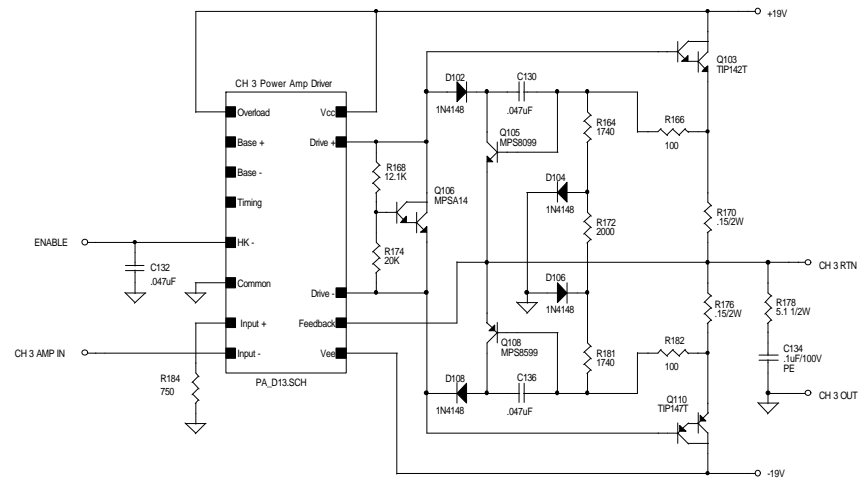 +19V
Q103
TIP142T
CH 3 Power Amp Driver
D102
1N4148
C130
.047uF
Overload
Vcc
R164
1740
R166
100
Base +
Drive +
Q105
MPS8099
Base -
R168
12.1K
Q106
MPSA14
D104
1N4148
Timing
R172
2000
R170
.15/2W
ENABLE
HK -
R174
20K
C132
.047uF
CH 3 RTN
Common
Drive -
D106
1N4148
R176
.15/2W
R178
5.1 1/2W
Input +
Feedback
Q108
MPS8599
R181
1740
R182
100
C134
.1uF/100V
PE
CH 3 AMP IN
Input -
Vee
R184
750
PA_D13.SCH
D108
1N4148
C136
.047uF
CH 3 OUT
Q110
TIP147T
-19V